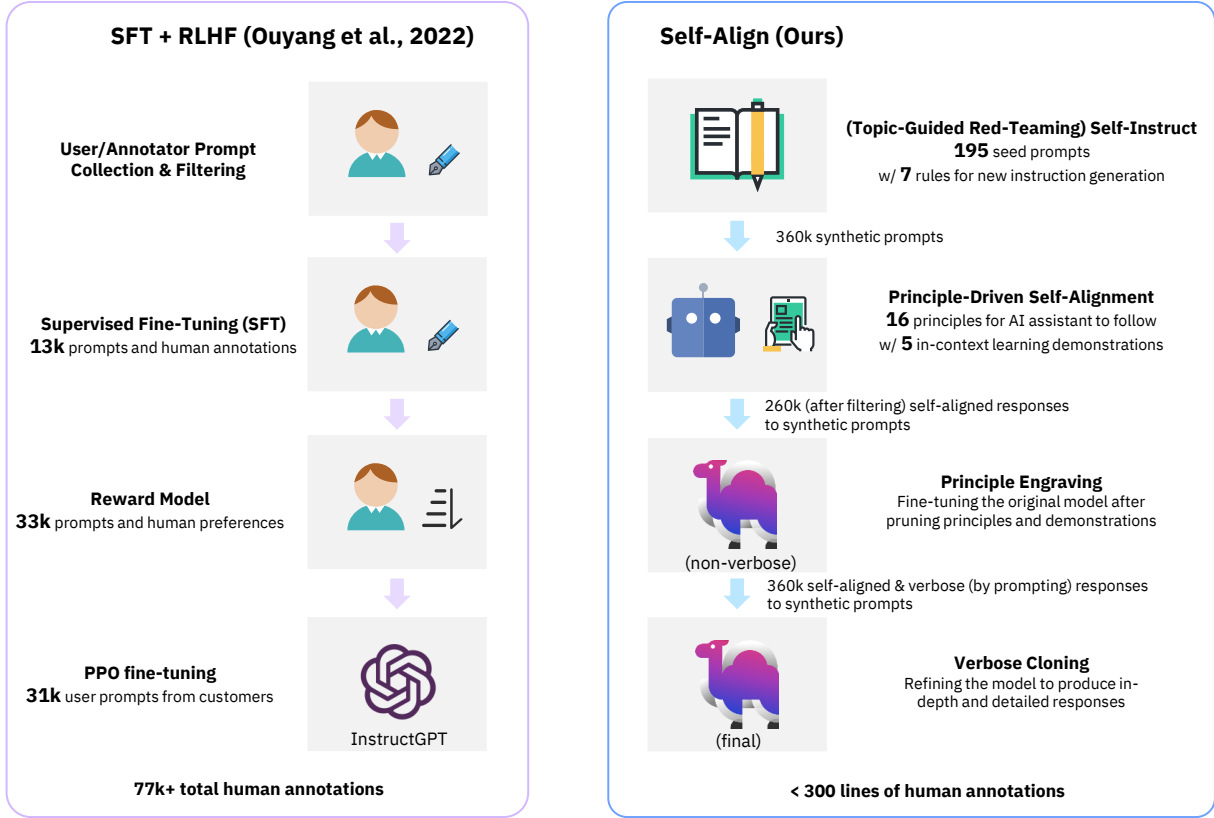 SFT + RLHF (Ouyang et al., 2022)
User/Annotator Prompt
Collection & Filtering
Supervised Fine-Tuning (SFT)
13k prompts and human annotations
Reward Model
33k prompts and human preferences
PPO fine-tuning
31k user prompts from customers
InstructGPT
77k+ total human annotations
Self-Align (Ours)
(Topic-Guided Red-Teaming) Self-Instruct
195 seed prompts
w/ 7 rules for new instruction generation
360k synthetic prompts
Principle-Driven Self-Alignment
16 principles for AI assistant to follow
w/ 5 in-context learning demonstrations
260k (after filtering) self-aligned responses
to synthetic prompts
Principle Engraving
Fine-tuning the original model after
pruning principles and demonstrations
(non-verbose)
360k self-aligned & verbose (by prompting) responses
to synthetic prompts
Verbose Cloning
Refining the model to produce in-
depth and detailed responses
(final)
< 300 lines of human annotations